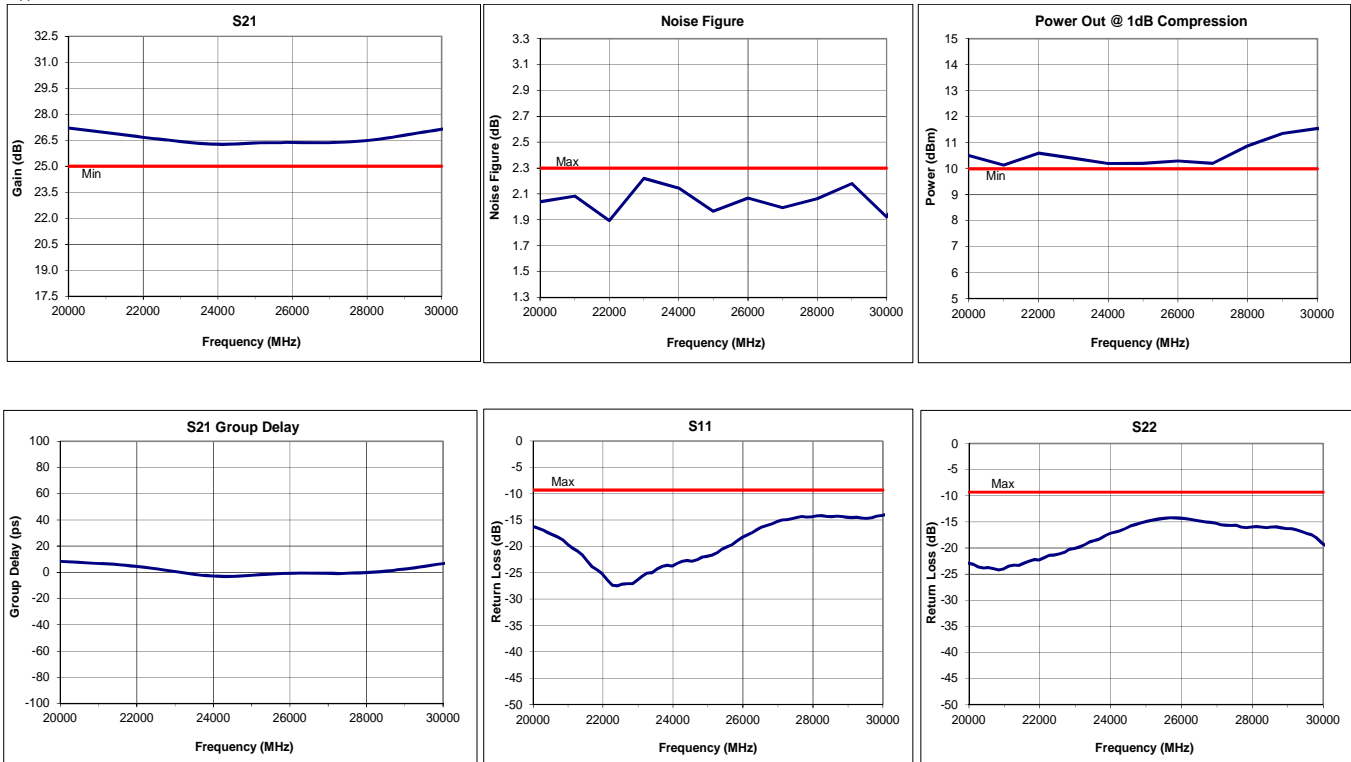 S21
32.5
31.0
29.5
28.0
26.5
25.0
23.5
22.0
20.5
19.0
17.5
Gain (dB)
Min
20000 22000 24000 26000 28000 30000
Frequency (MHz)
Noise Figure
3.3
3.1
2.9
2.7
2.5
2.3
2.1
1.9
1.7
1.5
1.3
Noise Figure (dB)
Max
20000 22000 24000 26000 28000 30000
Frequency (MHz)
Power Out @ 1dB Compression
15
14
13
12
11
10
9
8
7
6
5
Power (dBm)
Min
20000 22000 24000 26000 28000 30000
Frequency (MHz)
S21 Group Delay
100
80
60
40
20
0
-20
-40
-60
-80
-100
Group Delay (ps)
20000 22000 24000 26000 28000 30000
Frequency (MHz)
S11
0
-5
-10
-15
-20
-25
-30
-35
-40
-45
-50
Return Loss (dB)
Max
20000 22000 24000 26000 28000 30000
Frequency (MHz)
S22
0
-5
-10
-15
-20
-25
-30
-35
-40
-45
-50
Return Loss (dB)
Max
20000 22000 24000 26000 28000 30000
Frequency (MHz)